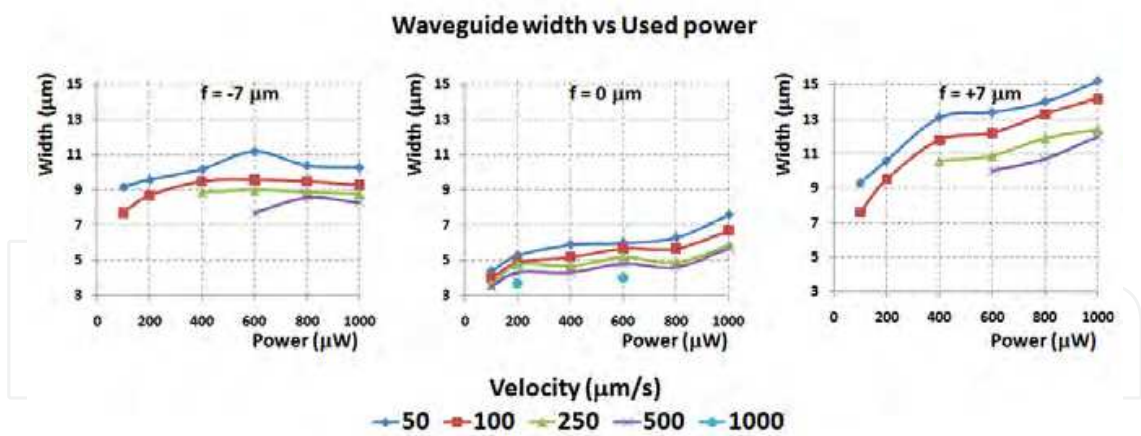 Waveguide width vs Used power
f = -7 μm
Width (μm)
15
13
11
9
7
5
3
0 200 400 600 800 1000
Power (μW)
f = 0 μm
Width (μm)
15
13
11
9
7
5
3
0 200 400 600 800 1000
Power (μW)
f = +7 μm
Width (μm)
15
13
11
9
7
5
3
0 200 400 600 800 1000
Power (μW)
Velocity (μm/s)
50 100 250 500 1000